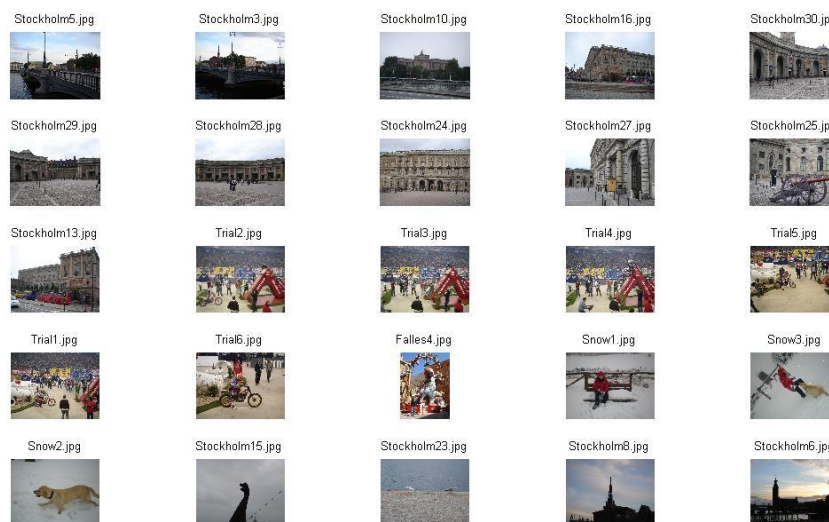 Stockholm5.jpg Stockholm3.jpg Stockholm10.jpg Stockholm16.jpg Stockholm30.jp
Stockholm29.jpg Stockholm28.jpg Stockholm24.jpg Stockholm27.jpg Stockholm25.jp
Stockholm13.jpg Trial2.jpg Trial3.jpg Trial4.jpg Trial5.jpg
Trial1.jpg Trial6.jpg Falles4.jpg Snow1.jpg Snow3.jpg
Snow2.jpg Stockholm15.jpg Stockholm23.jpg Stockholm8.jpg Stockholm6.jpg